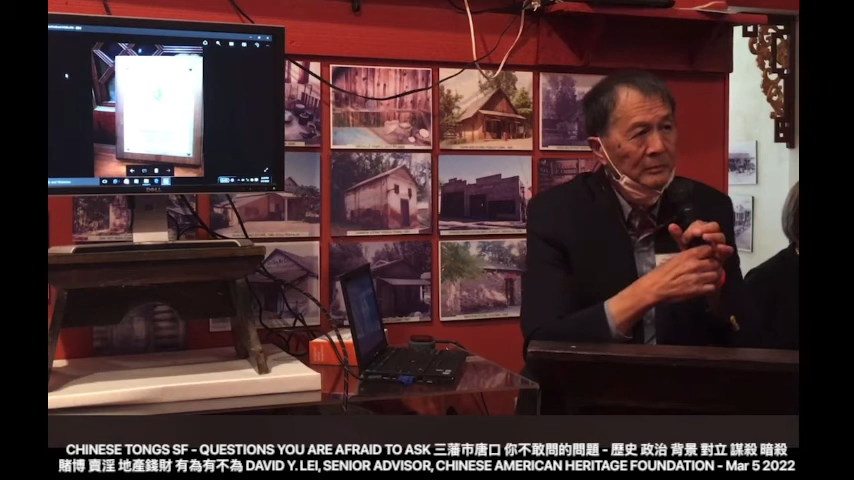 DELL
CHINESE TONGS SF - QUESTIONS YOU ARE AFRAID TO ASK 三藩市唐口 你不敢問的問題 - 歷史 政治 背景 對立 謀殺 暗殺
賭博 賣淫 地產錢財 有為有不為 DAVID Y. LEI, SENIOR ADVISOR, CHINESE AMERICAN HERITAGE FOUNDATION - Mar 5 2022